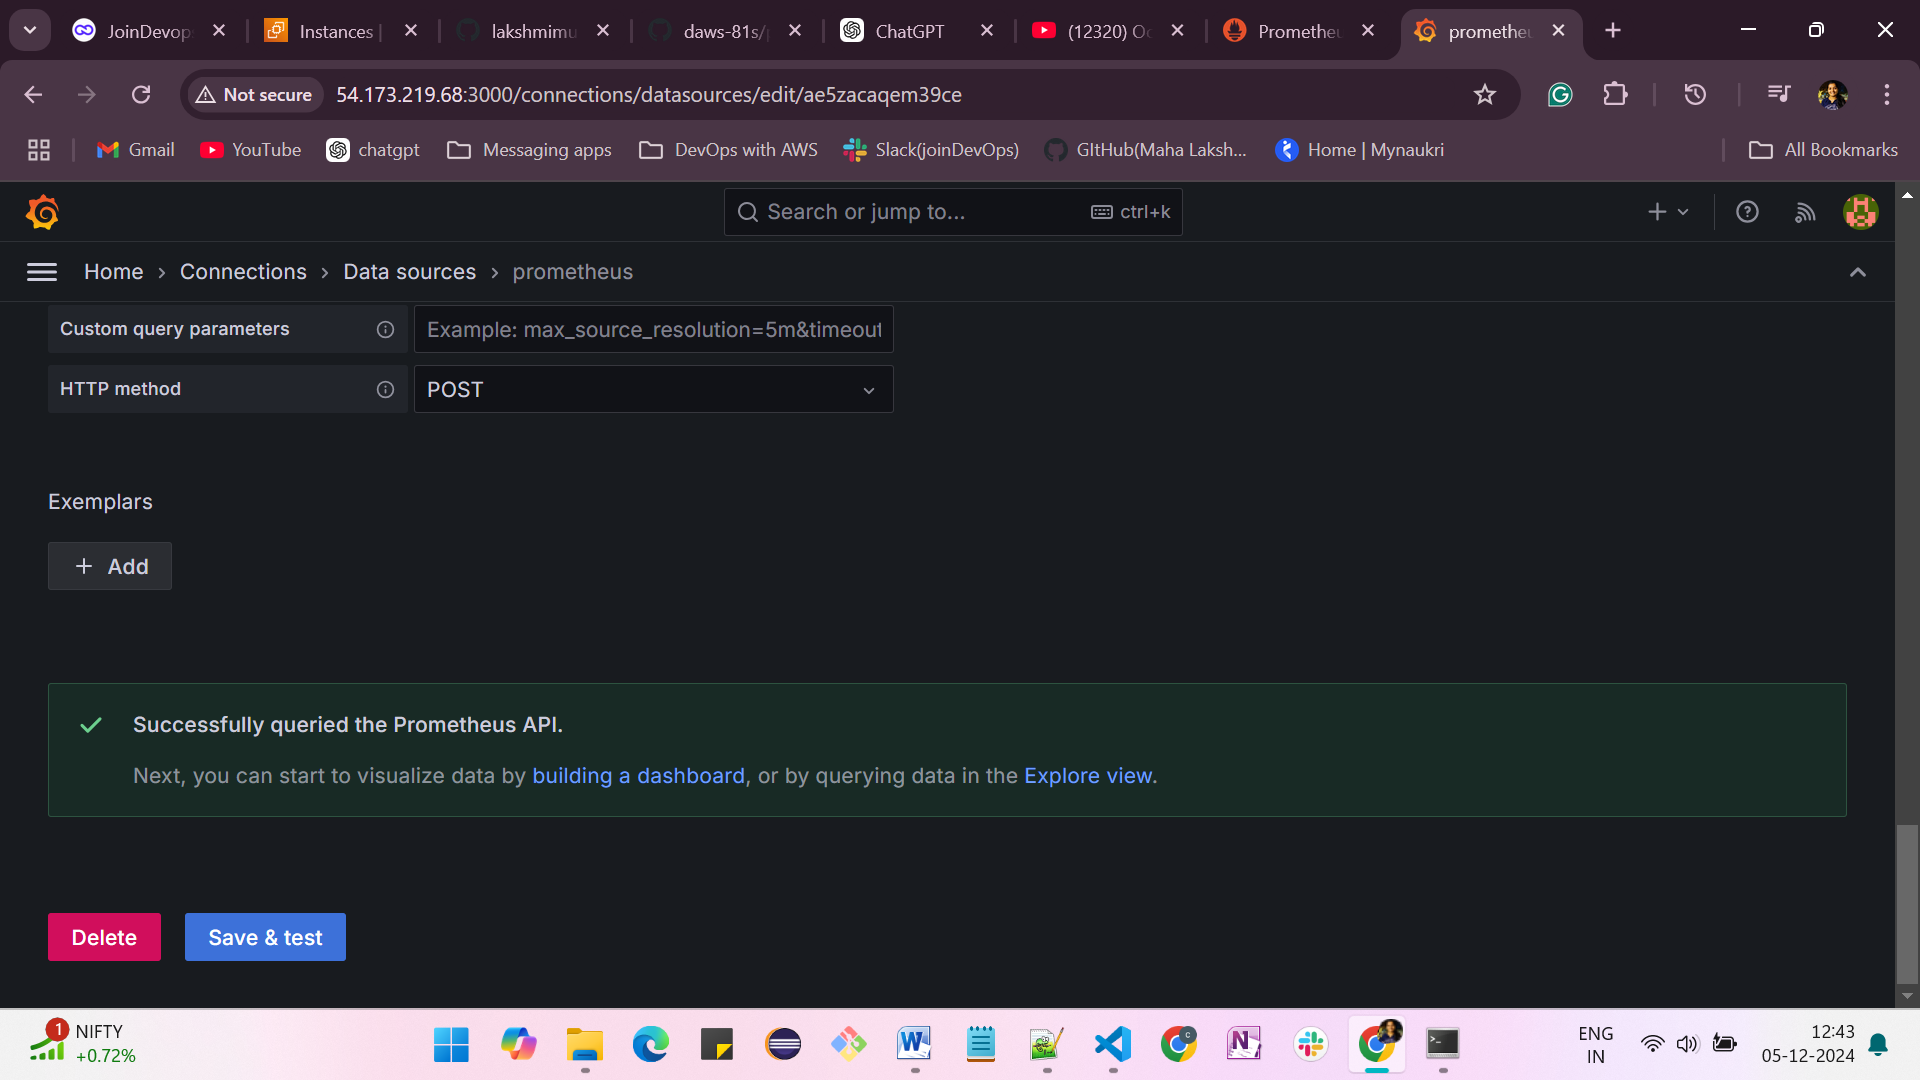 JoinDevop
Instances |
lakshmimu
daws-81s/
ChatGPT
(12320) Oc
Prometheu
prometheu
Not secure
54.173.219.68:3000/connections/datasources/edit/ae5zacaqem39ce
Gmail
YouTube
chatgpt
Messaging apps
DevOps with AWS
Slack(joinDevOps)
GItHub(Maha Laksh...
Home | Mynaukri
All Bookmarks
Search or jump to...
ctrl+k
Home › Connections › Data sources › prometheus
Custom query parameters
Example: max_source_resolution=5m&timeout
HTTP method
POST
Exemplars
+ Add
Successfully queried the Prometheus API.
Next, you can start to visualize data by building a dashboard, or by querying data in the Explore view.
Delete
Save & test
1
NIFTY
+0.72%
ENG
IN
12:43
05-12-2024